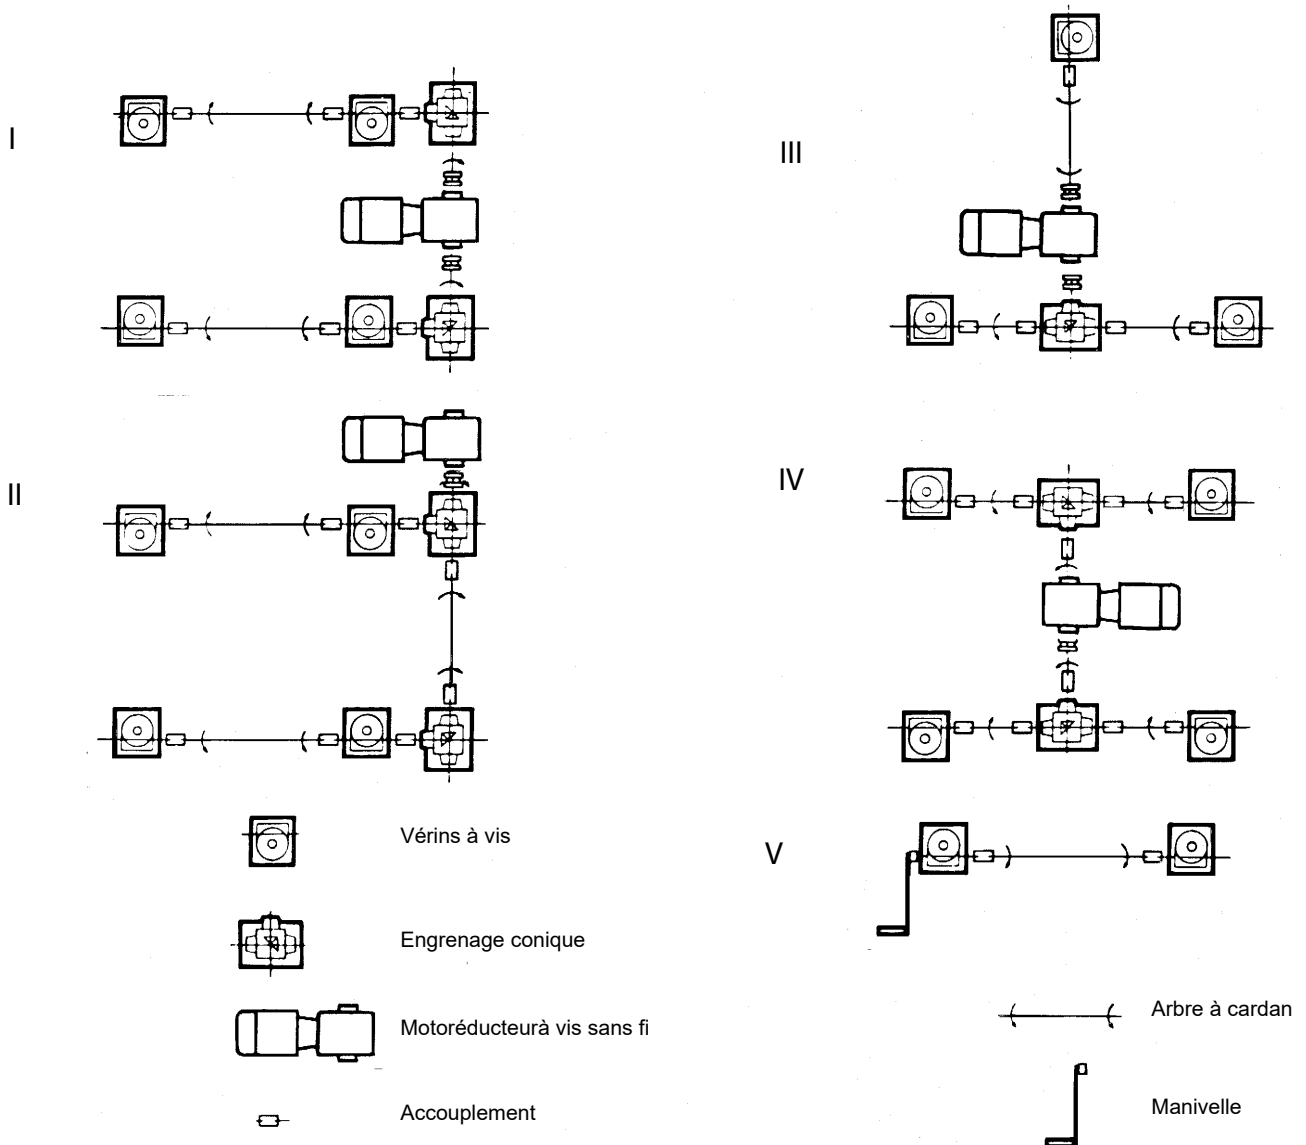 I
III
II
IV
Vérins à vis
V
Engrenage conique
Arbre à cardan
Motoréducteurà vis sans fi
Manivelle
Accouplement